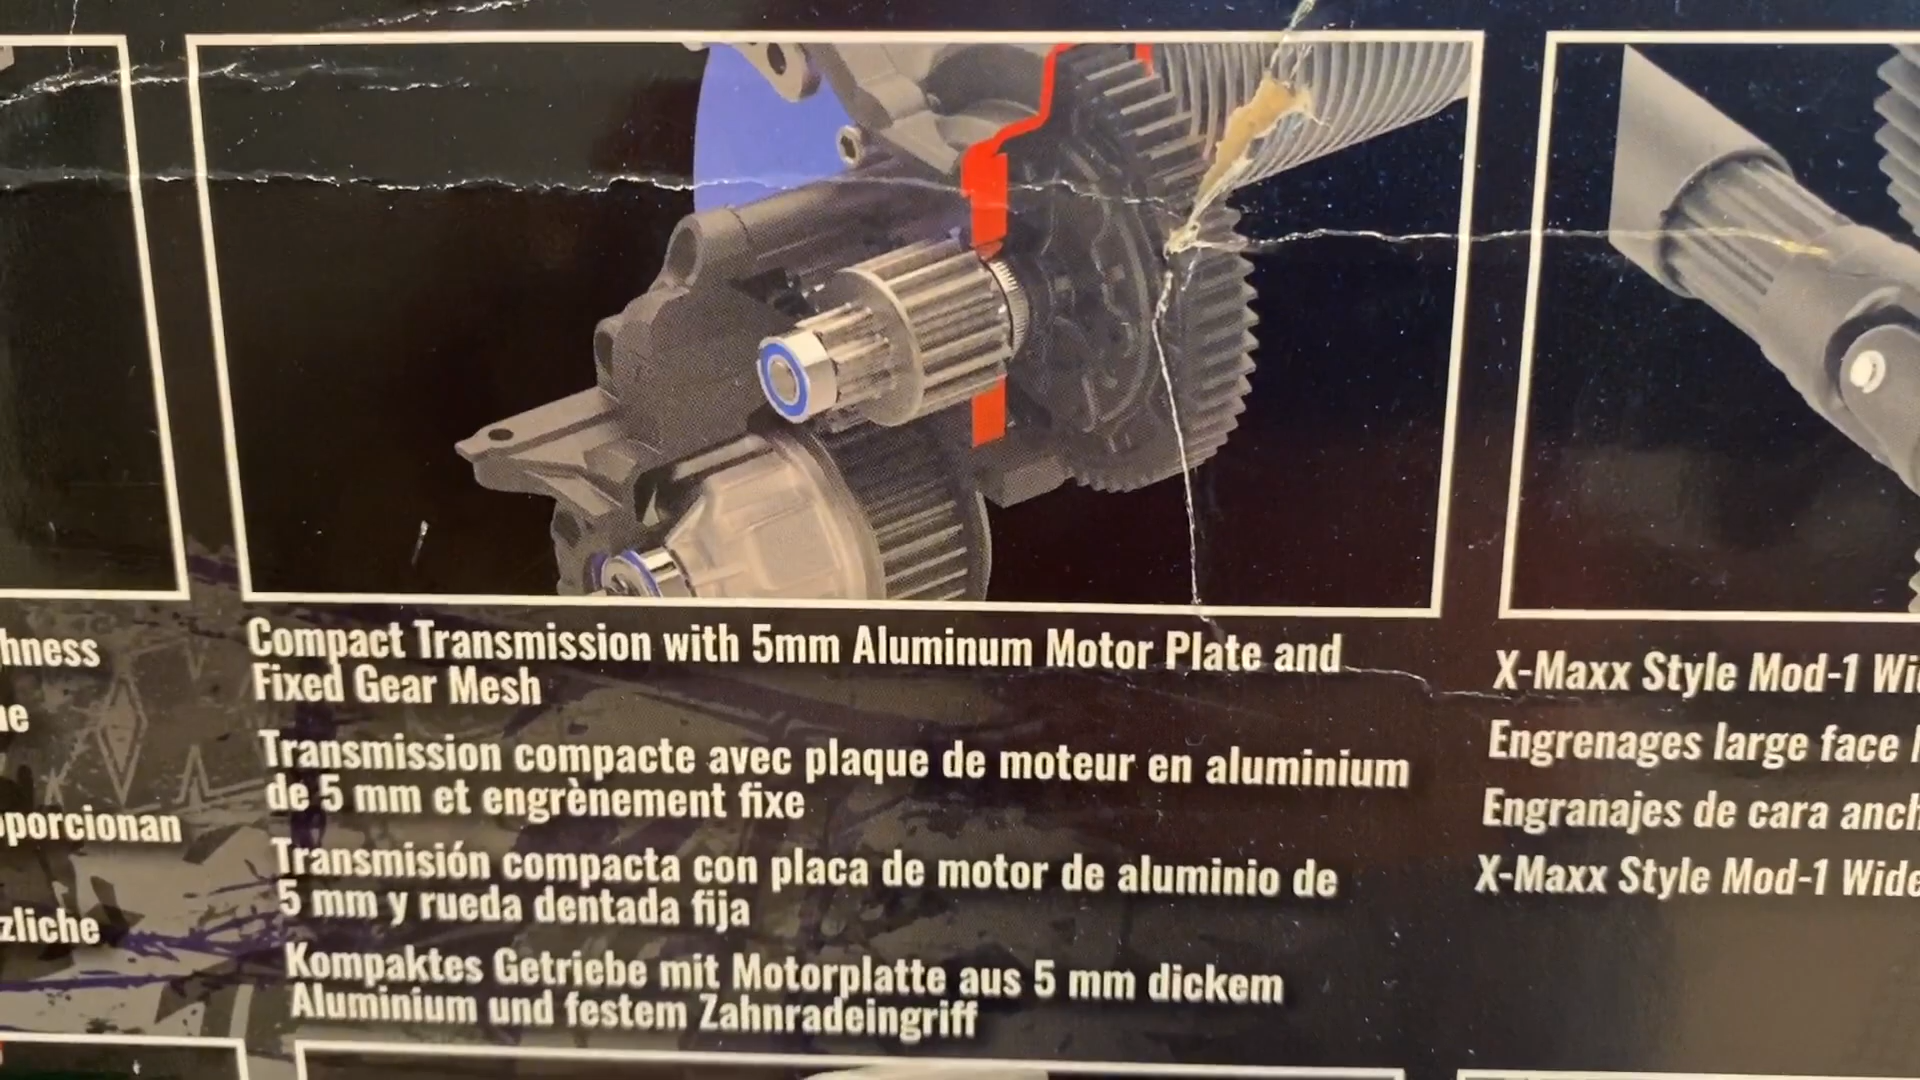 hness
Compact Transmission with 5mm Aluminum Motor Plate and
Fixed Gear Mesh
Transmission compacte avec plaque de moteur en aluminium
de 5 mm et engrènement fixe
porcionan
Transmisión compacta con placa de motor de aluminio de
5 mm y rueda dentada fija
zliche
Kompaktes Getriebe mit Motorplatte aus 5 mm dickem
Aluminium und festem Zahnradeingriff
X-Maxx Style Mod-1
Engrenages large face
Engranajes de cara anch
X-Maxx Style Mod-1 Wide